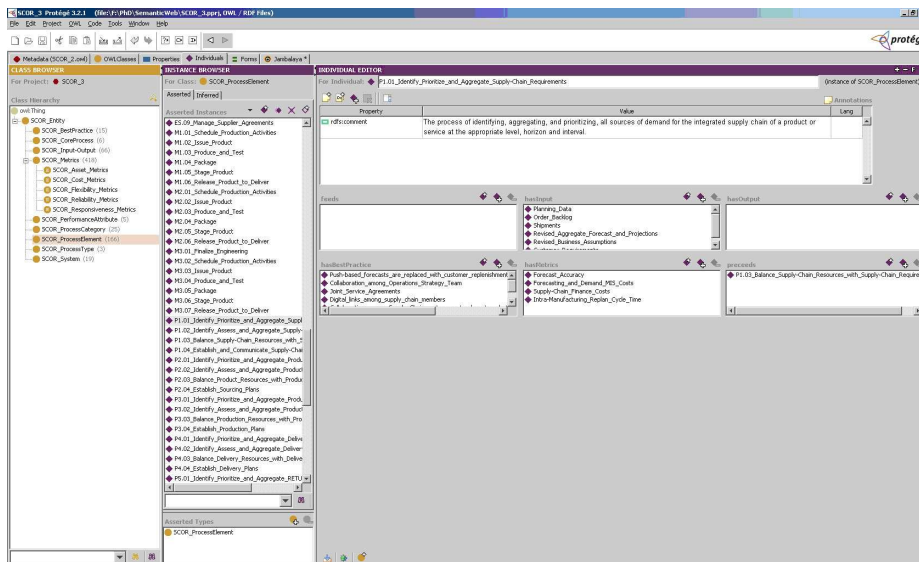 SCOR_3 Protégé 3.2.1 (file:\F:\PhD\SemanticWeb\SCOR_3.pprj, OWL / RDF Files)
File Edit Project OWL Code Tools Window Help
protég
Metadata (SCOR_2.owl) OWLClasses Properties Individuals Forms Jambalaya *
CLASS BROWSER
For Project: SCOR_3
Class Hierarchy
owl:Thing
SCOR_Entity
SCOR_BestPractice (15)
SCOR_CoreProcess (6)
SCOR_Input-Output (66)
SCOR_Metrics (418)
SCOR_Asset_Metrics
SCOR_Cost_Metrics
SCOR_Flexibility_Metrics
SCOR_Reliability_Metrics
SCOR_Responsiveness_Metrics
SCOR_PerformanceAttribute (5)
SCOR_ProcessCategory (25)
SCOR_ProcessElement (166)
SCOR_ProcessType (3)
SCOR_System (19)
INSTANCE BROWSER
For Class: SCOR_ProcessElement
Asserted Inferred
Asserted Instances
ES.09_Manage_Supplier_Agreements
M1.01_Schedule_Production_Activities
M1.02_Issue_Product
M1.03_Produce_and_Test
M1.04_Package
M1.05_Stage_Product
M1.06_Release_Product_to_Deliver
M2.01_Schedule_Production_Activities
M2.02_Issue_Product
M2.03_Produce_and_Test
M2.04_Package
M2.05_Stage_Product
M2.06_Release_Product_to_Deliver
M3.01_Finalize_Engineering
M3.02_Schedule_Production_Activities
M3.03_Issue_Product
M3.04_Produce_and_Test
M3.05_Package
M3.06_Stage_Product
M3.07_Release_Product_to_Deliver
P1.01_Identify_Prioritize_and_Aggregate_Suppl
P1.02_Identify_Assess_and_Aggregate_Supply-
P1.03_Balance_Supply-Chain_Resources_with_S
P1.04_Establish_and_Communicate_Supply-Chai
P2.01_Identify_Prioritize_and_Aggregate_Produ
P2.02_Identify_Assess_and_Aggregate_Product
P2.03_Balance_Product_Resources_with_Produc
P2.04_Establish_Sourcing_Plans
P3.01_Identify_Prioritize_and_Aggregate_Produ
P3.02_Identify_Assess_and_Aggregate_Product
P3.03_Balance_Production_Resources_with_Pro
P3.04_Establish_Production_Plans
P4.01_Identify_Prioritize_and_Aggregate_Delive
P4.02_Identify_Assess_and_Aggregate_Deliver
P4.03_Balance_Delivery_Resources_with_Delive
P4.04_Establish_Delivery_Plans
P5.01_Identify_Prioritize_and_Aggregate_RETU
Asserted Types
SCOR_ProcessElement
INDIVIDUAL EDITOR
For Individual: P1.01_Identify_Prioritize_and_Aggregate_Supply-Chain_Requirements (instance of SCOR_ProcessElement)
Annotations
Property Value Lang
rdfs:comment The process of identifying, aggregating, and prioritizing, all sources of demand for the integrated supply chain of a product or
service at the appropriate level, horizon and interval.
feeds
hasInput
Planning_Data
Order_Backlog
Shipments
Revised_Aggregate_Forecast_and_Projections
Revised_Business_Assumptions
hasOutput
hasBestPractice
Push-based_forecasts_are_replaced_with_customer_replenishment
Collaboration_among_Operations_Strategy_Team
Joint_Service_Agreements
Digital_links_among_supply_chain_members
hasMetrics
Forecast_Accuracy
Forecasting_and_Demand_MIS_Costs
Supply-Chain_Finance_Costs
Intra-Manufacturing_Replan_Cycle_Time
proceeds
P1.03_Balance_Supply-Chain_Resources_with_Supply-Chain_Require